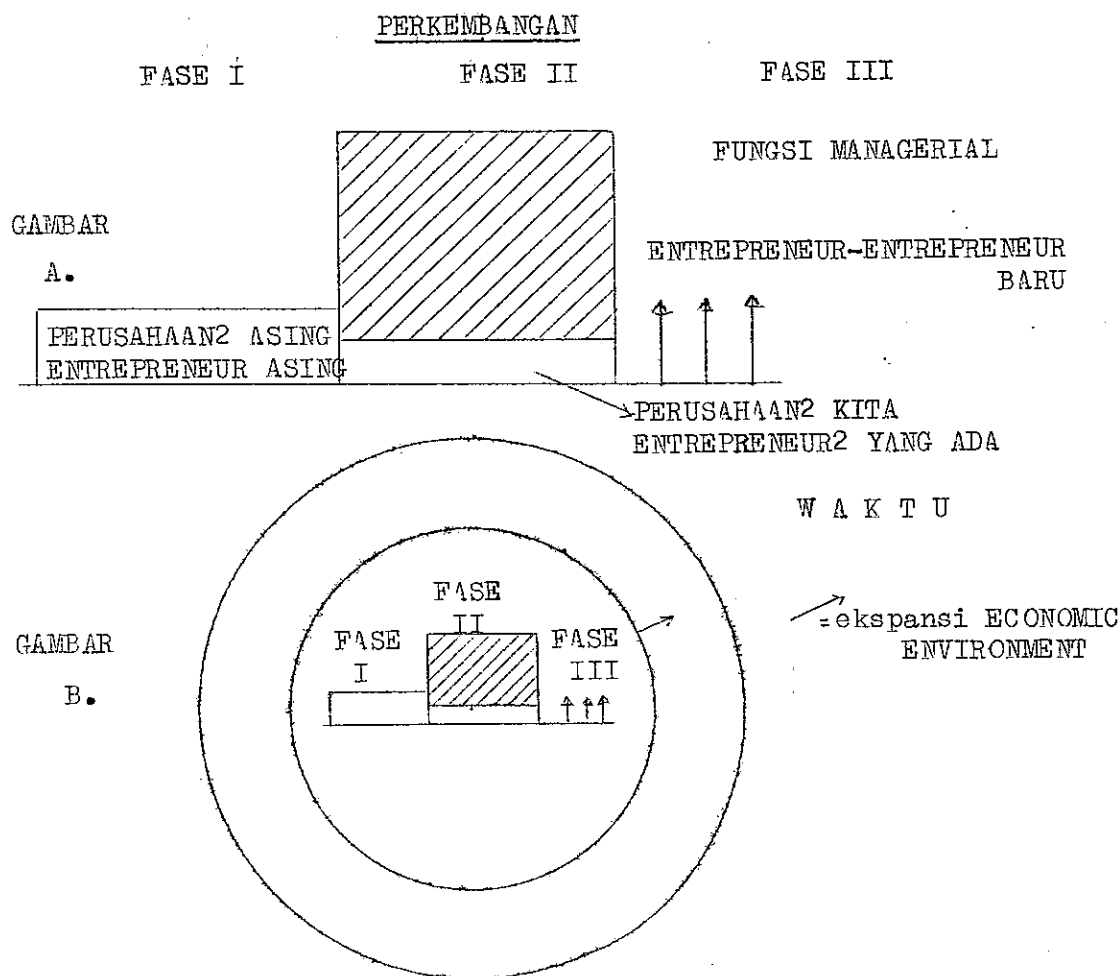 PERKEMBANGAN
FASE I FASE II FASE III
FUNGSI MANAGERIAL
GAMBAR
A.
ENTREPRENEUR-ENTREPRENEUR
BARU
PERUSAHAAN2 ASING
ENTREPRENEUR ASING
PERUSAHAAN2 KITA
ENTREPRENEUR2 YANG ADA
W A K T U
GAMBAR
B.
FASE
II
FASE
I
FASE
III
=ekspansi ECONOMIC
ENVIRONMENT